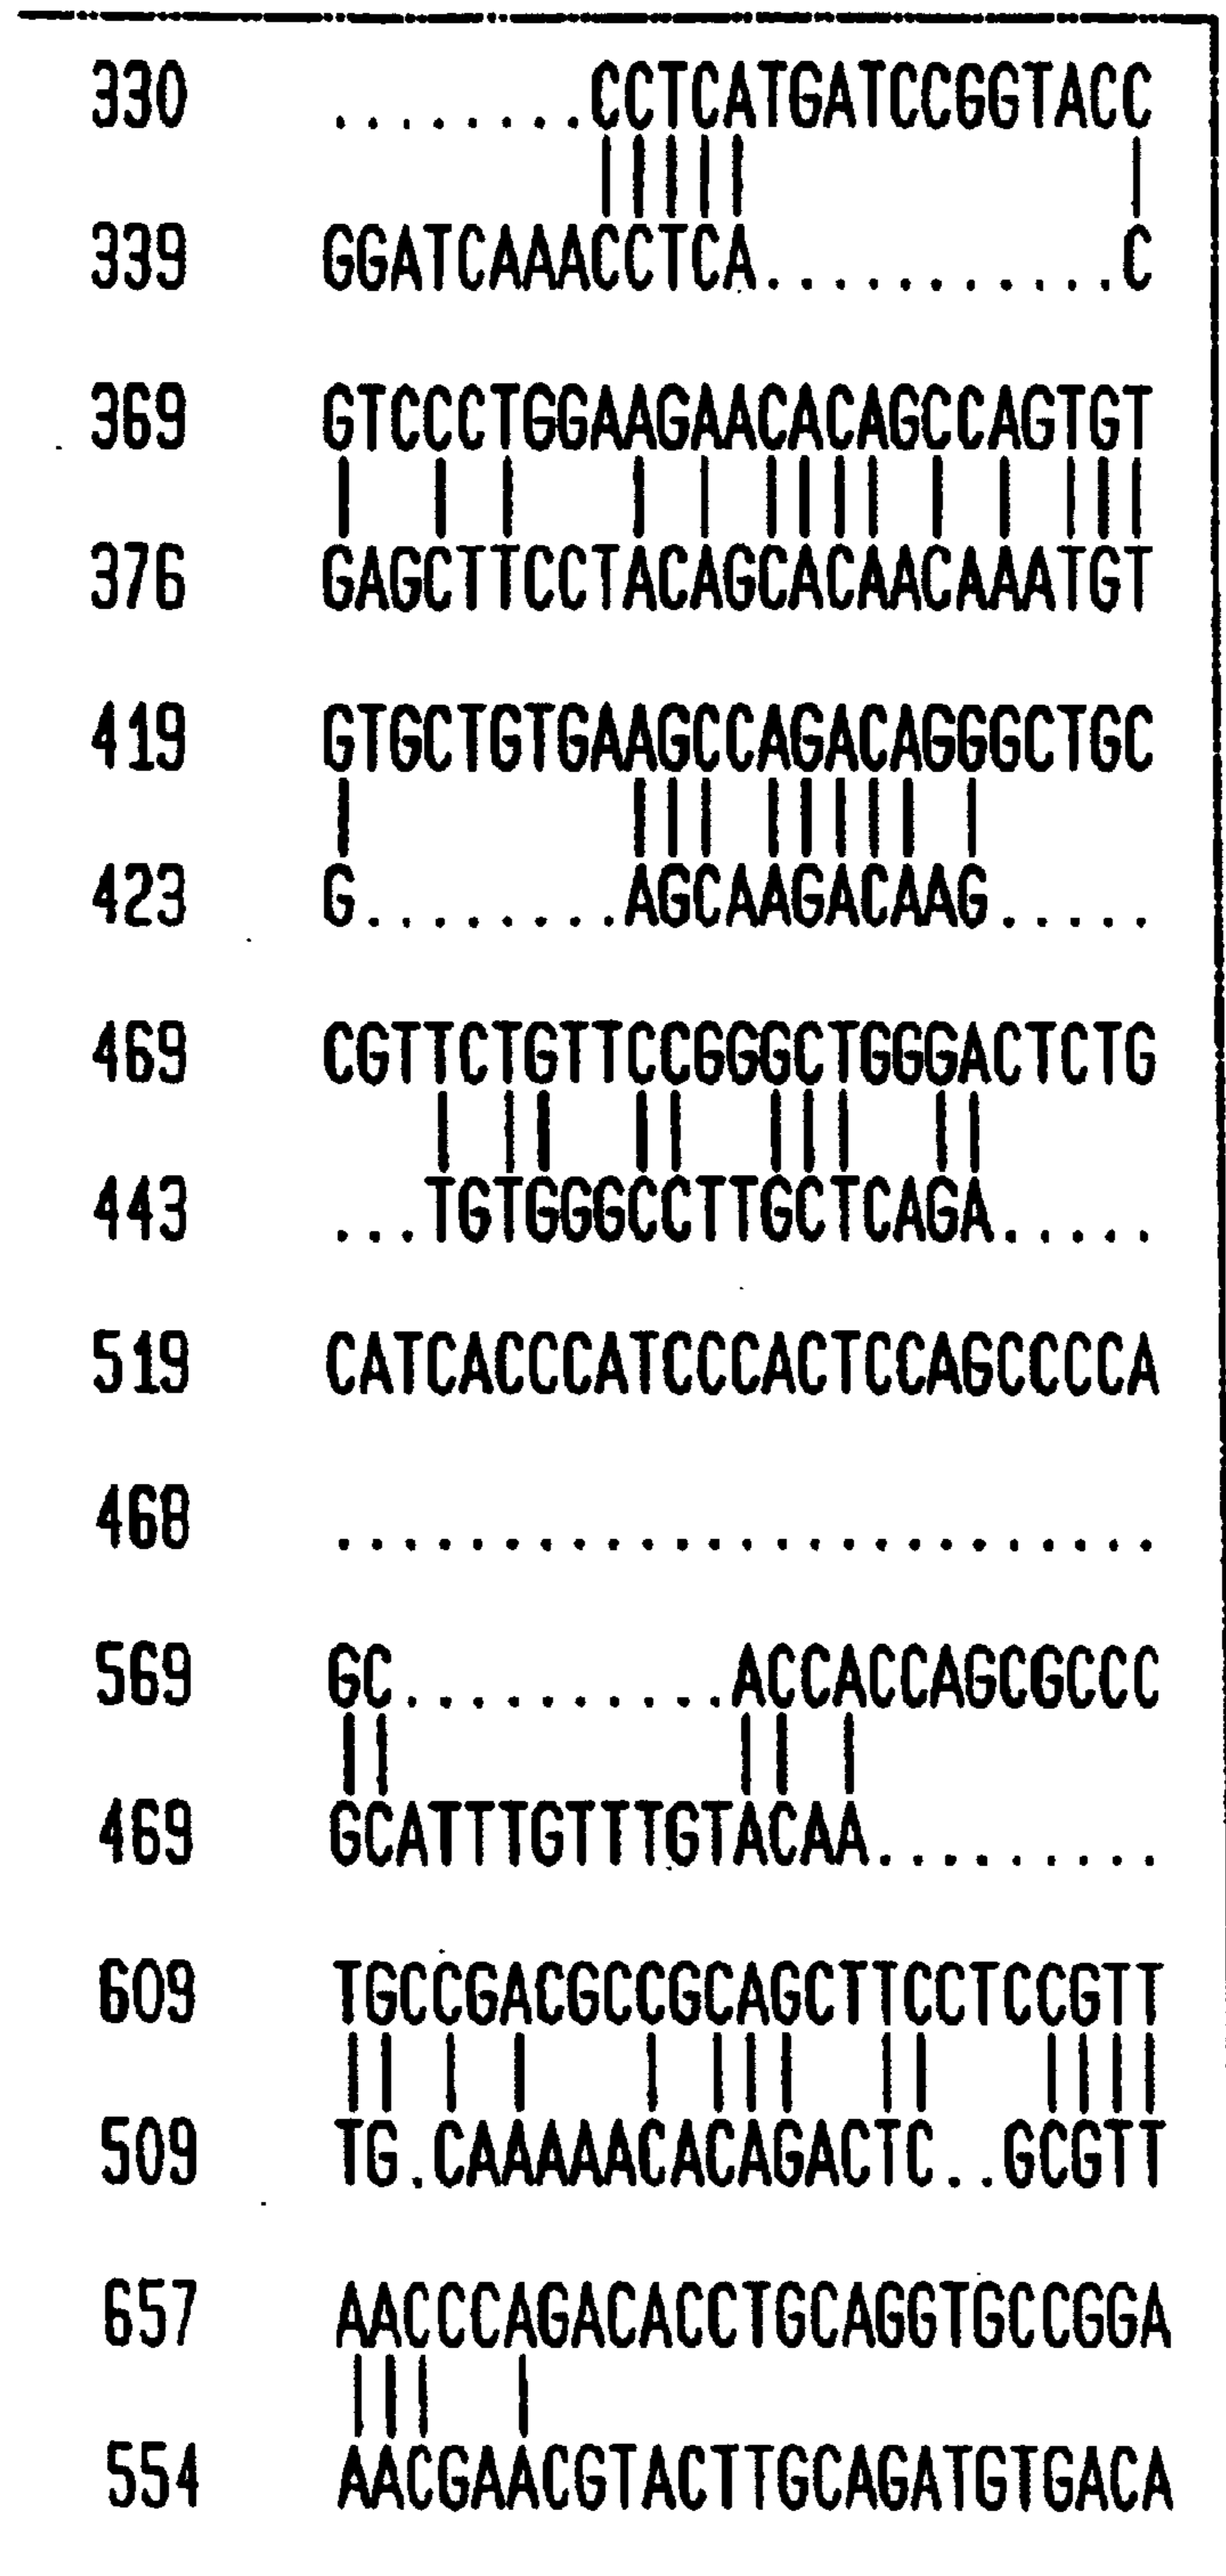 330 ........CCTCATGATCCGGTACC
339 GGATCAAACCTCA...........C
369 GTCCCTGGAAGAACACAGCCAGTGT
376 GAGCTTCCTACAGCACAACAAATGT
419 GTGCTGTGAAGCCAGACAGGGCTGC
423 G........AGCAAGACAAG.....
469 CGTTCTGTTCCGGGCTGGGACTCTG
443 ...TGTGGGCCTTGCTCAGA.....
519 CATCACCCATCCCACTCCAGCCCCA
468 .........................
569 GC..........ACCACCAGCGCCC
469 GCATTTGTTTGTACAA.........
609 TGCCGACGCCGCAGCTTCCTCCGTT
509 TG.CAAAAACACAGACTC..GCGTT
657 AACCCAGACACCTGCAGGTGCCGGA
554 AACGAACGTACTTGCAGATGTGACA